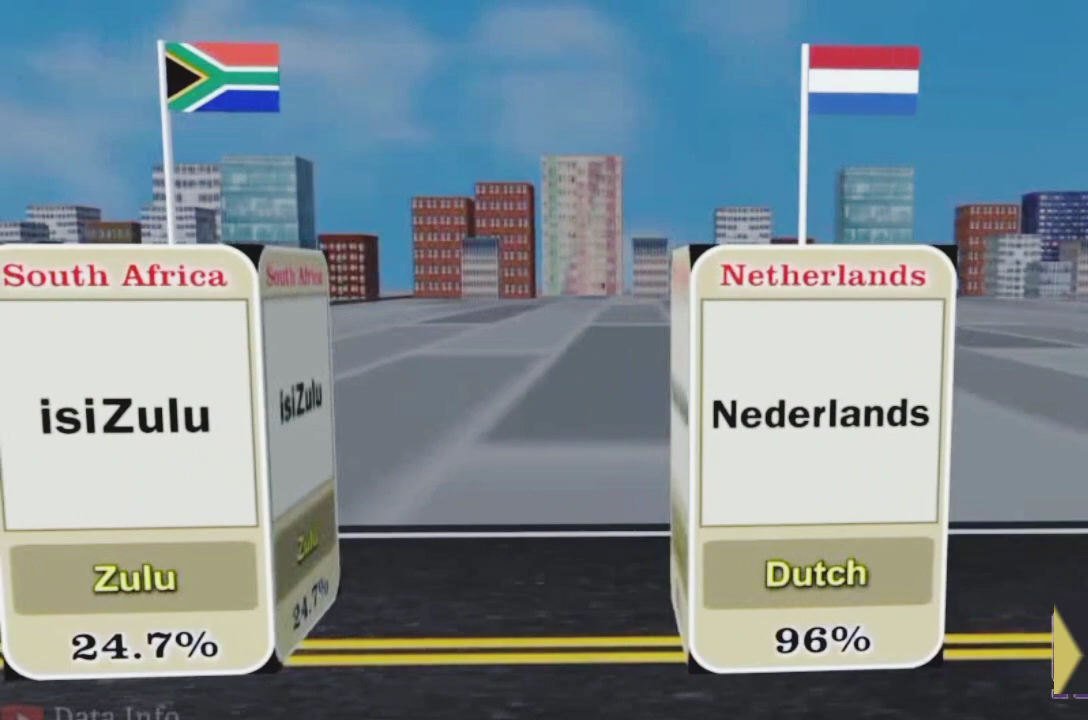 South Africa
isiZulu
Zulu
24.7%
South Africa
isiZulu
Zulu
24.7%
Netherlands
Nederlands
Dutch
96%
Data Info